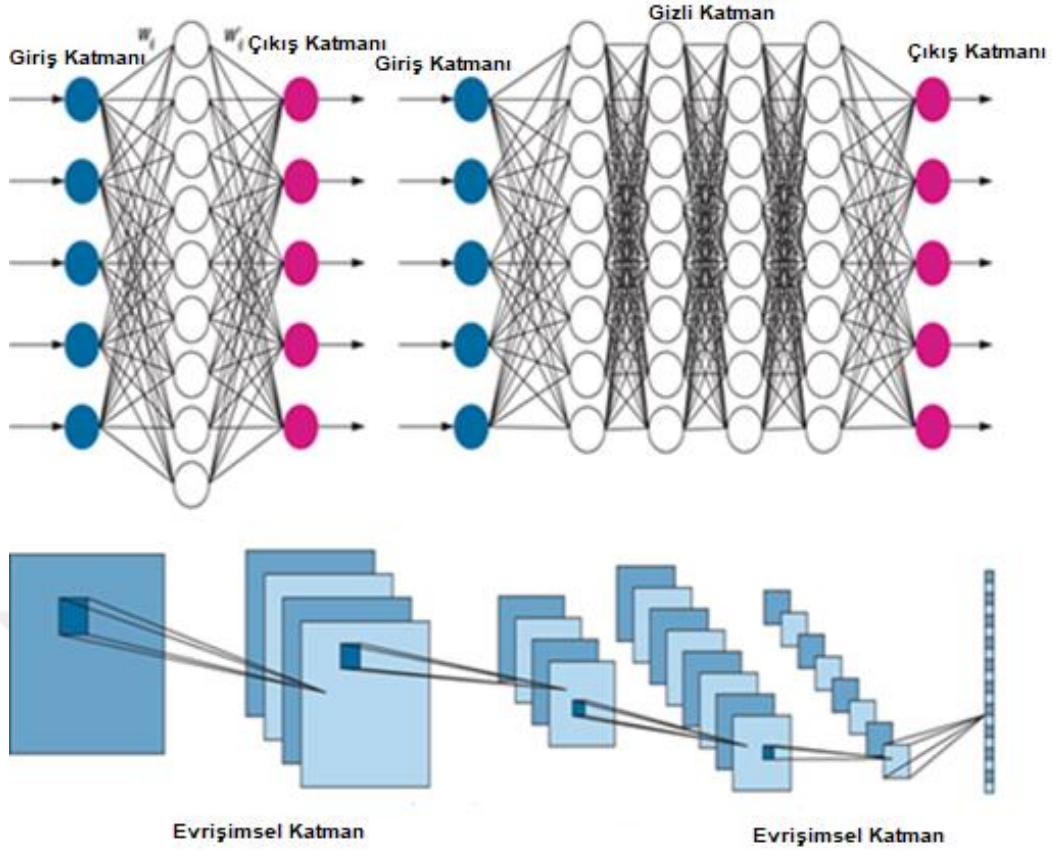 Gizli Katman
Giriş Katmanı
Çıkış Katmanı
Giriş Katmanı
Çıkış Katmanı
Evrişimsel Katman
Evrişimsel Katman